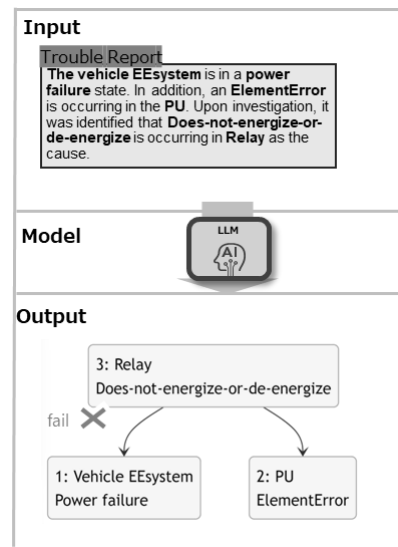 Input
Trouble Report
The vehicle EEsystem is in a power
failure state. In addition, an ElementError
is occurring in the PU. Upon investigation, it
was identified that Does-not-energize-or-
de-energize is occurring in Relay as the
cause.
Model
LLM
AI
Output
3: Relay
Does-not-energize-or-de-energize
fail
1: Vehicle EEsystem
Power failure
2: PU
ElementError